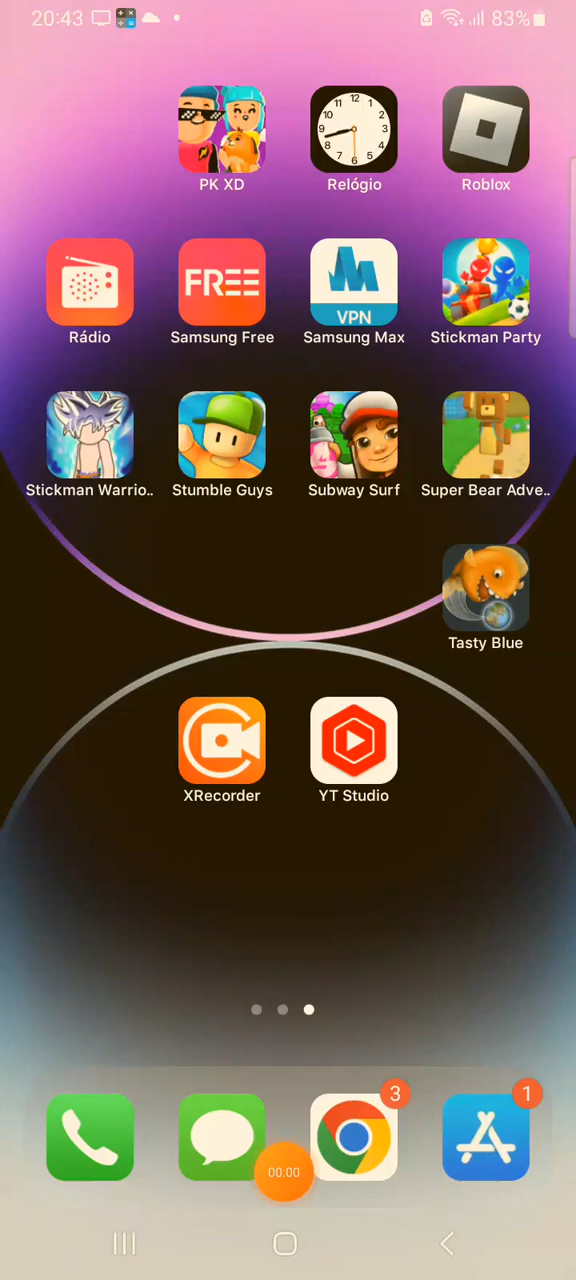 20:43 83%
PK XD Relógio Roblox
FREE
VPN
Rádio Samsung Free Samsung Max Stickman Party
Stickman Warrio.. Stumble Guys Subway Surf Super Bear Adve..
Tasty Blue
XRecorder YT Studio
3 1
00:00